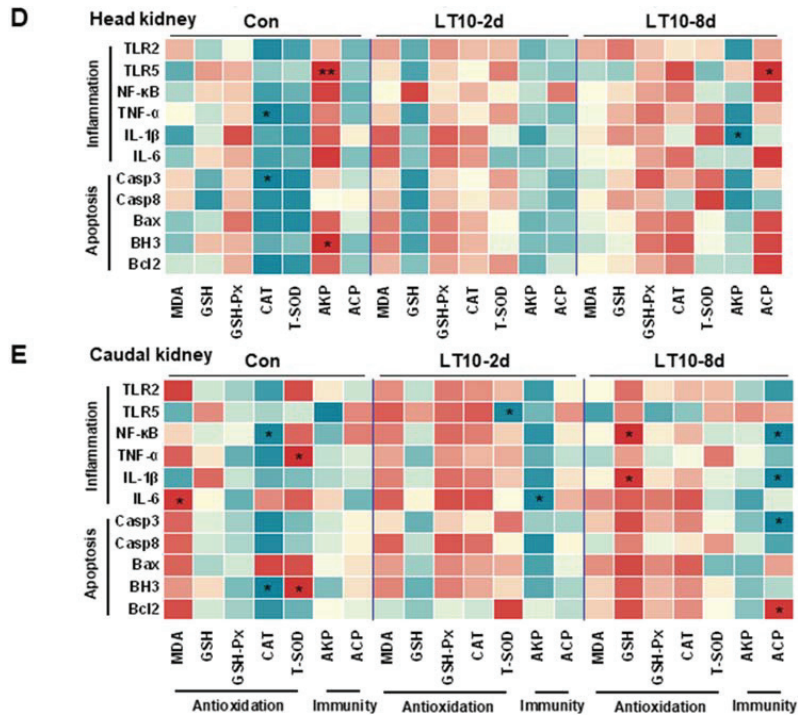 D Head kidney
Con LT10-2d LT10-8d
Inflammation
TLR2
TLR5 ** *
NF-κB
TNF-α *
IL-1β *
IL-6
Apoptosis
Casp3 *
Casp8
Bax
BH3 *
Bcl2
MDA GSH GSH-Px CAT T-SOD AKP ACP MDA GSH GSH-Px CAT T-SOD AKP ACP MDA GSH GSH-Px CAT T-SOD AKP ACP
E Caudal kidney
Con LT10-2d LT10-8d
Inflammation
TLR2
TLR5 *
NF-κB * * *
TNF-α *
IL-1β * *
IL-6 * *
Apoptosis
Casp3 *
Casp8
Bax
BH3 * *
Bcl2 *
MDA GSH GSH-Px CAT T-SOD AKP ACP MDA GSH GSH-Px CAT T-SOD AKP ACP MDA GSH GSH-Px CAT T-SOD AKP ACP
Antioxidation Immunity Antioxidation Immunity Antioxidation Immunity